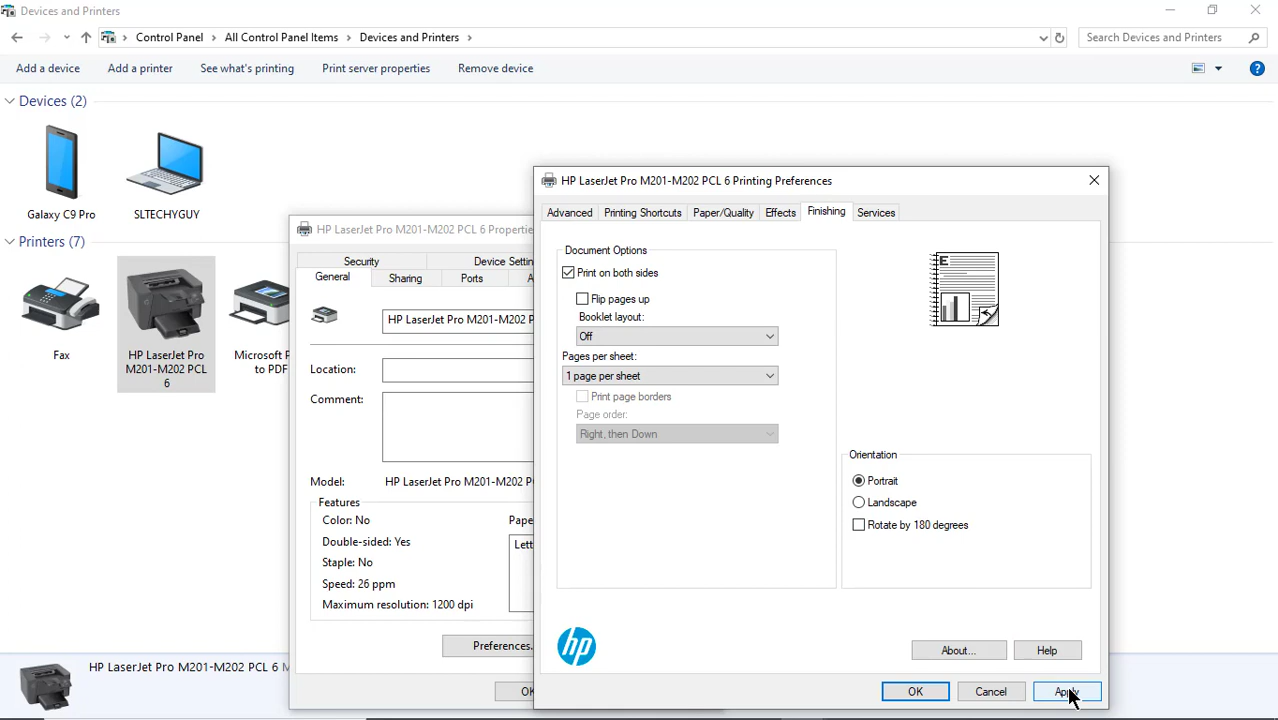 Devices and Printers
Control Panel > All Control Panel Items > Devices and Printers >
Search Devices and Printers
Add a device
Add a printer
See what's printing
Print server properties
Remove device
?
Devices (2)
Galaxy C9 Pro
SLTECHYGUY
Printers (7)
Fax
HP LaserJet Pro
M201-M202 PCL
6
Microsoft P
to PDF
HP LaserJet Pro M201-M202 PCL 6 Propertie
Security
Device Settin
General
Sharing
Ports
A
HP LaserJet Pro M201-M202 P
Location:
Comment:
Model: HP LaserJet Pro M201-M202 P
Features
Color: No
Double-sided: Yes
Staple: No
Speed: 26 ppm
Maximum resolution: 1200 dpi
Pape
Lett
Preferences.
OK
HP LaserJet Pro M201-M202 PCL 6 Printing Preferences
Advanced
Printing Shortcuts
Paper/Quality
Effects
Finishing
Services
Document Options
Print on both sides
Flip pages up
Booklet layout:
Off
Pages per sheet:
1 page per sheet
Print page borders
Page order:
Right, then Down
E
Orientation
Portrait
Landscape
Rotate by 180 degrees
hp
About...
Help
OK
Cancel
Apply
HP LaserJet Pro M201-M202 PCL 6 M